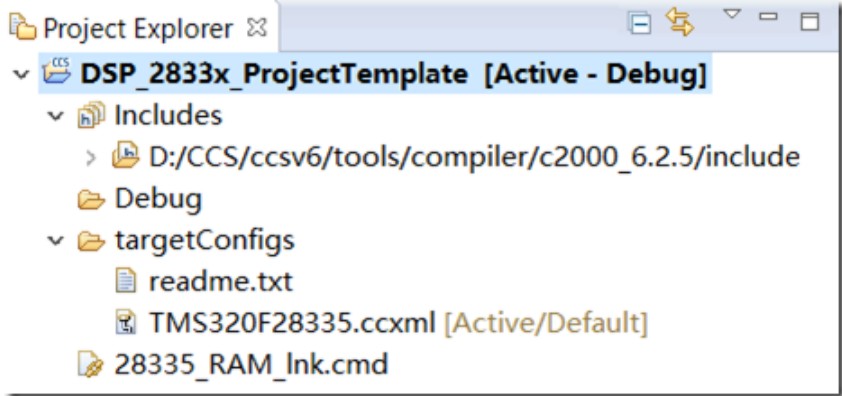 Project Explorer
CCS
DSP_2833x_ProjectTemplate [Active - Debug]
Includes
D:/CCS/ccsv6/tools/compiler/c2000_6.2.5/include
Debug
targetConfigs
readme.txt
TMS320F28335.ccxml [Active/Default]
28335_RAM_lnk.cmd